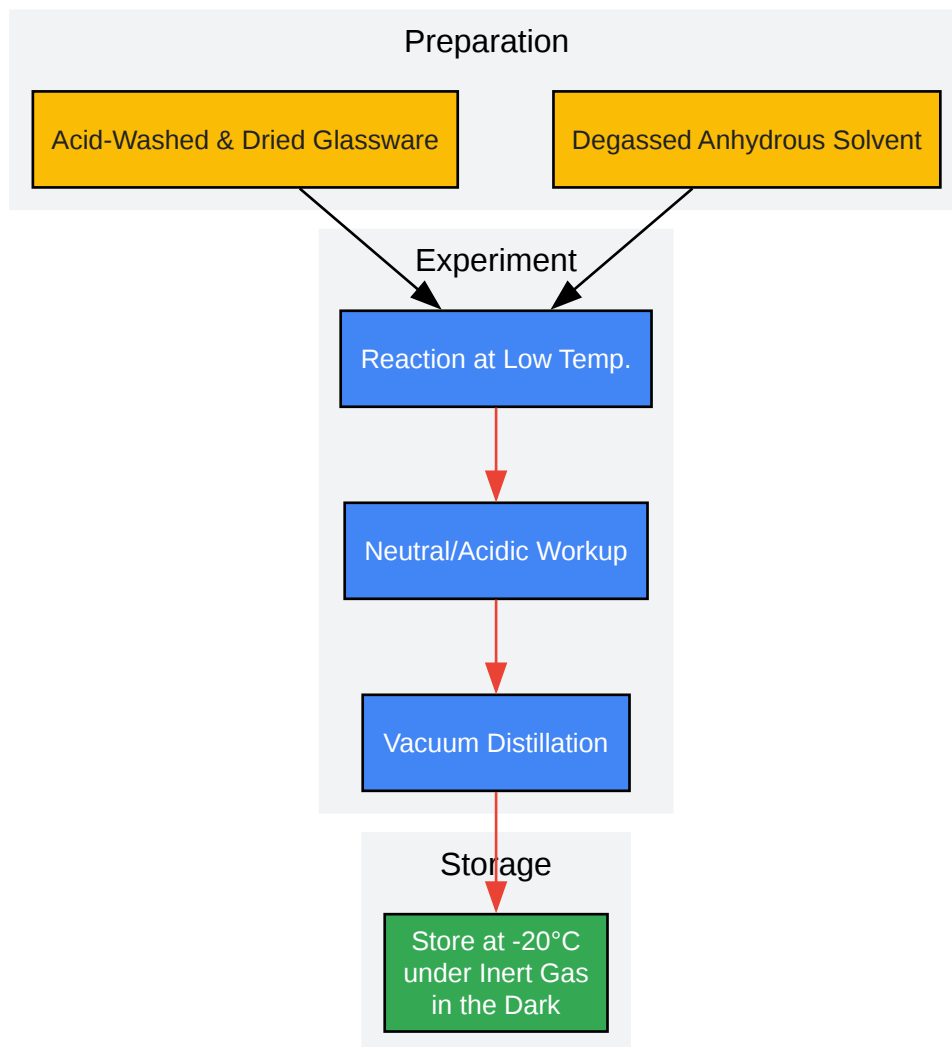 Preparation
Acid-Washed & Dried Glassware
Degassed Anhydrous Solvent
Experiment
Reaction at Low Temp.
Neutral/Acidic Workup
Vacuum Distillation
Storage
Store at -20°C
under Inert Gas
in the Dark